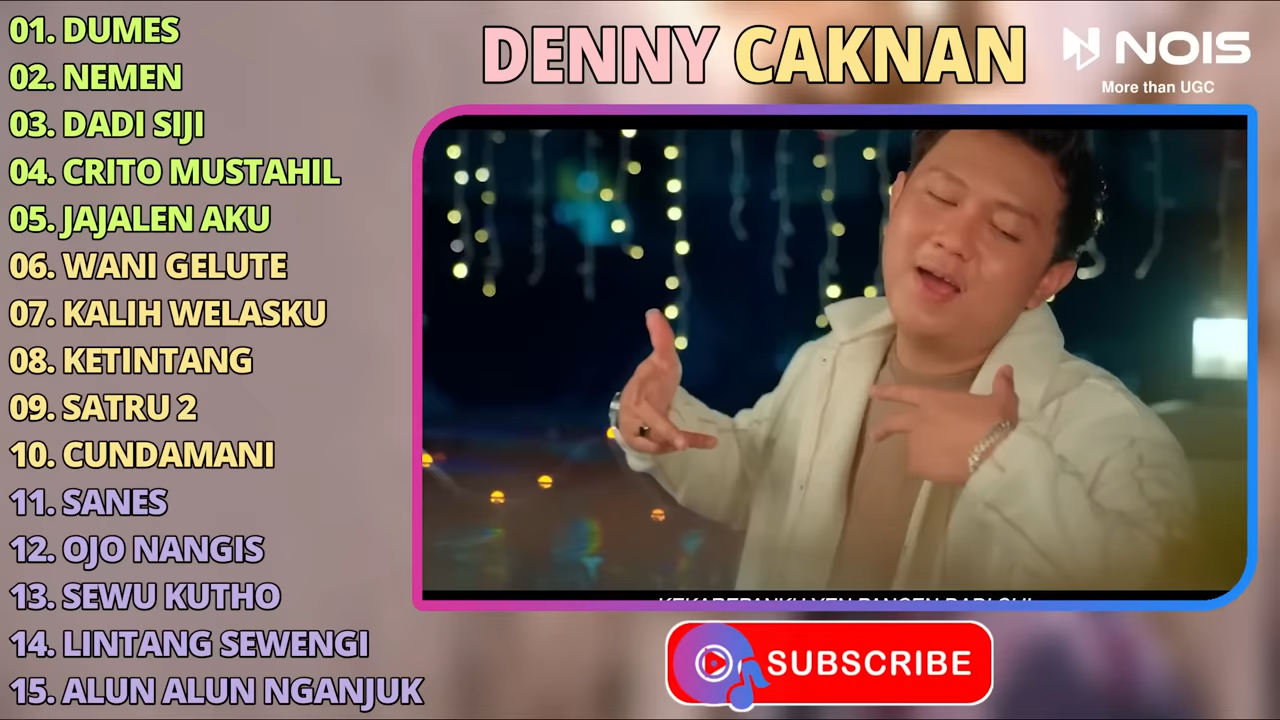 01. DUMES
02. NEMEN
03. DADI SIJI
04. CRITO MUSTAHIL
05. JAJALEN AKU
06. WANI GELUTE
07. KALIH WELASKU
08. KETINTANG
09. SATRU 2
10. CUNDAMANI
11. SANES
12. OJO NANGIS
13. SEWU KUTHO
14. LINTANG SEWENGI
15. ALUN ALUN NGANJUK
DENNY CAKNAN
NOIS
More than UGC
SUBSCRIBE